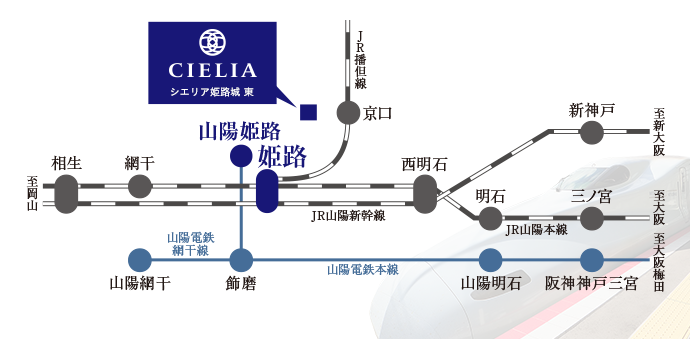 CIELIA
シエリア姫路城 東
JR播但線
京口
山陽姫路
姫路
新神戸
至新大阪
相生
網干
西明石
至岡山
明石
三ノ宮
至大阪
JR山陽新幹線
JR山陽本線
山陽電鉄
網干線
山陽電鉄本線
至大阪梅田
山陽網干
飾磨
山陽明石
阪神神戸三宮